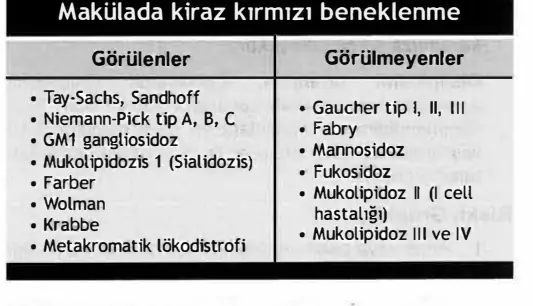 Makülada kiraz kırmızı beneklenme
Görülenler
• Tay-Sachs, Sandhoff
• Niemann-Pick tip A, B, C
• GM1 gangliosidoz
• Mukolipidozis 1 (Sialidozis)
• Farber
• Wolman
• Krabbe
• Metakromatik lökodistrofi
Görülmeyenler
• Gaucher tip I, II, III
• Fabry
• Mannosidoz
• Fukosidoz
• Mukolipidoz II (I cell
hastalığı)
• Mukolipidoz III ve IV